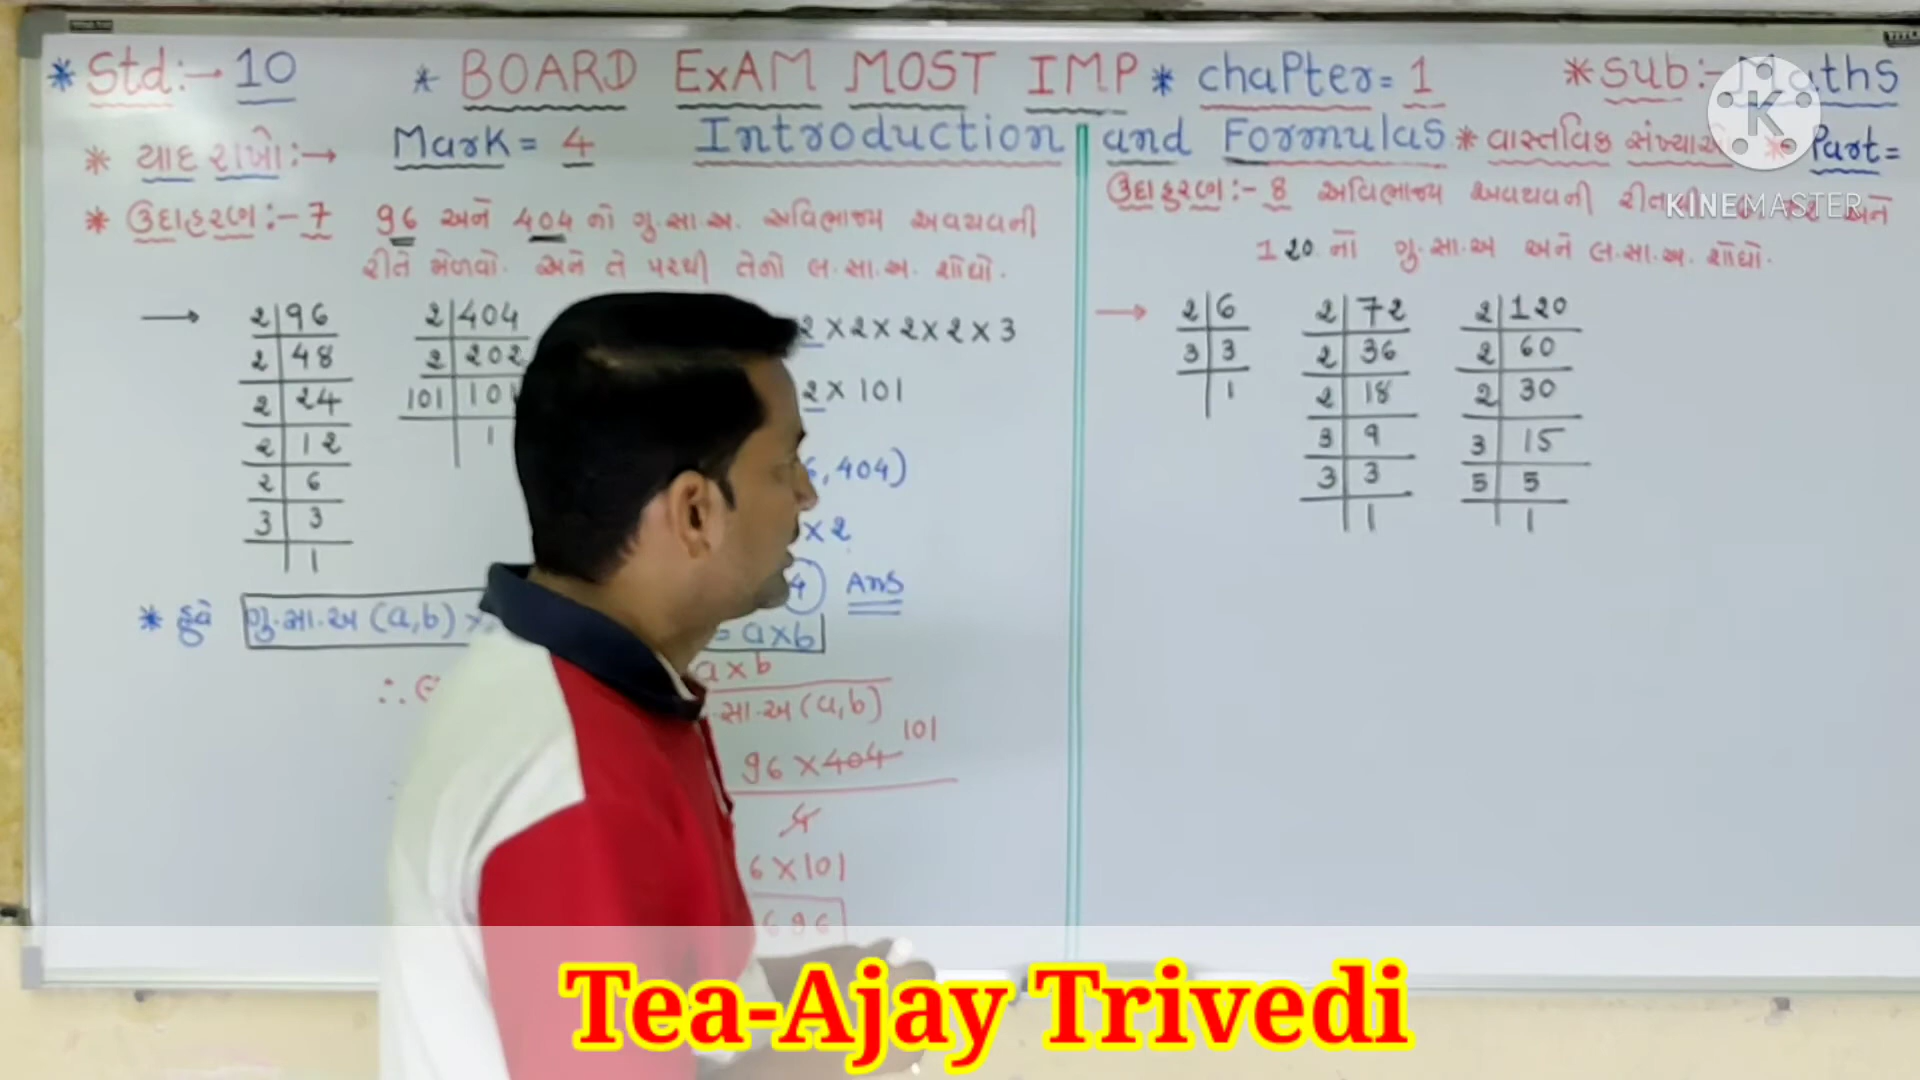 * Std:→ 10 * BOARD ExAM MOST IMP * chaPter= 1 * Sub:- Maths
* યાદ રાખો:→ Mark = 4 Introduction and Formulas * વાસ્તવિક સંખ્યાઓ * Part=
* ઉદાહરણ:- 7 96 અને 404 નો ગુ.સા.અ. અવિભાજ્ય અવયવની
રીતે મેળવો. અને તે પરથી તેનો લ.સા.અ. શોધો.
→ 2 96 2 404
2 48 2 202
2 24 101 101
2 12 1
2 6
3 3
1
2 × 2 × 2 × 2 × 3
2 × 101
, 404)
× 2
4 Ans
* હવે ગુ.સા.અ (a,b) × = a×b
∴ લ a × b
સા.અ (a,b)
96 × 404 101
4
6 × 101
696
ઉદાહરણ:- 8 અવિભાજ્ય અવયવની અને
120 નો ગુ.સા.અ અને લ.સા.અ. શોધો.
→ 2 6 2 72 2 120
3 3 2 36 2 60
1 2 18 2 30
3 9 3 15
3 3 5 5
1 1
KINEMASTER
Tea-Ajay Trivedi